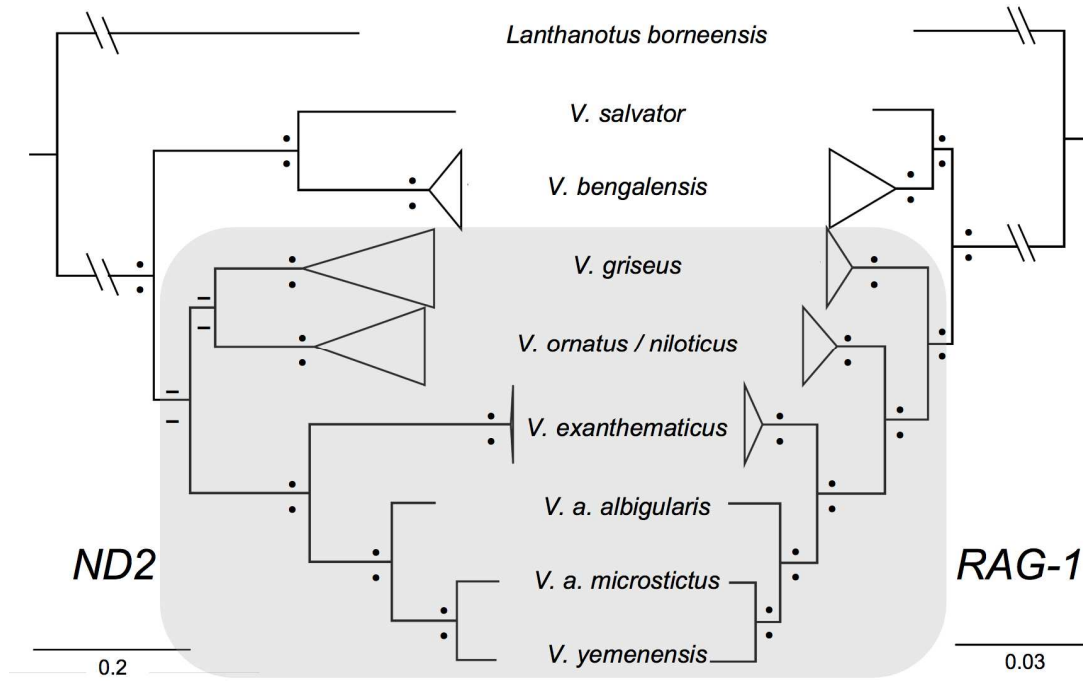 Lanthanotus borneensis
V. salvator
V. bengalensis
V. griseus
V. ornatus / niloticus
V. exanthematicus
V. a. albigularis
ND2
RAG-1
V. a. microstictus
V. yemenensis
0.2
0.03